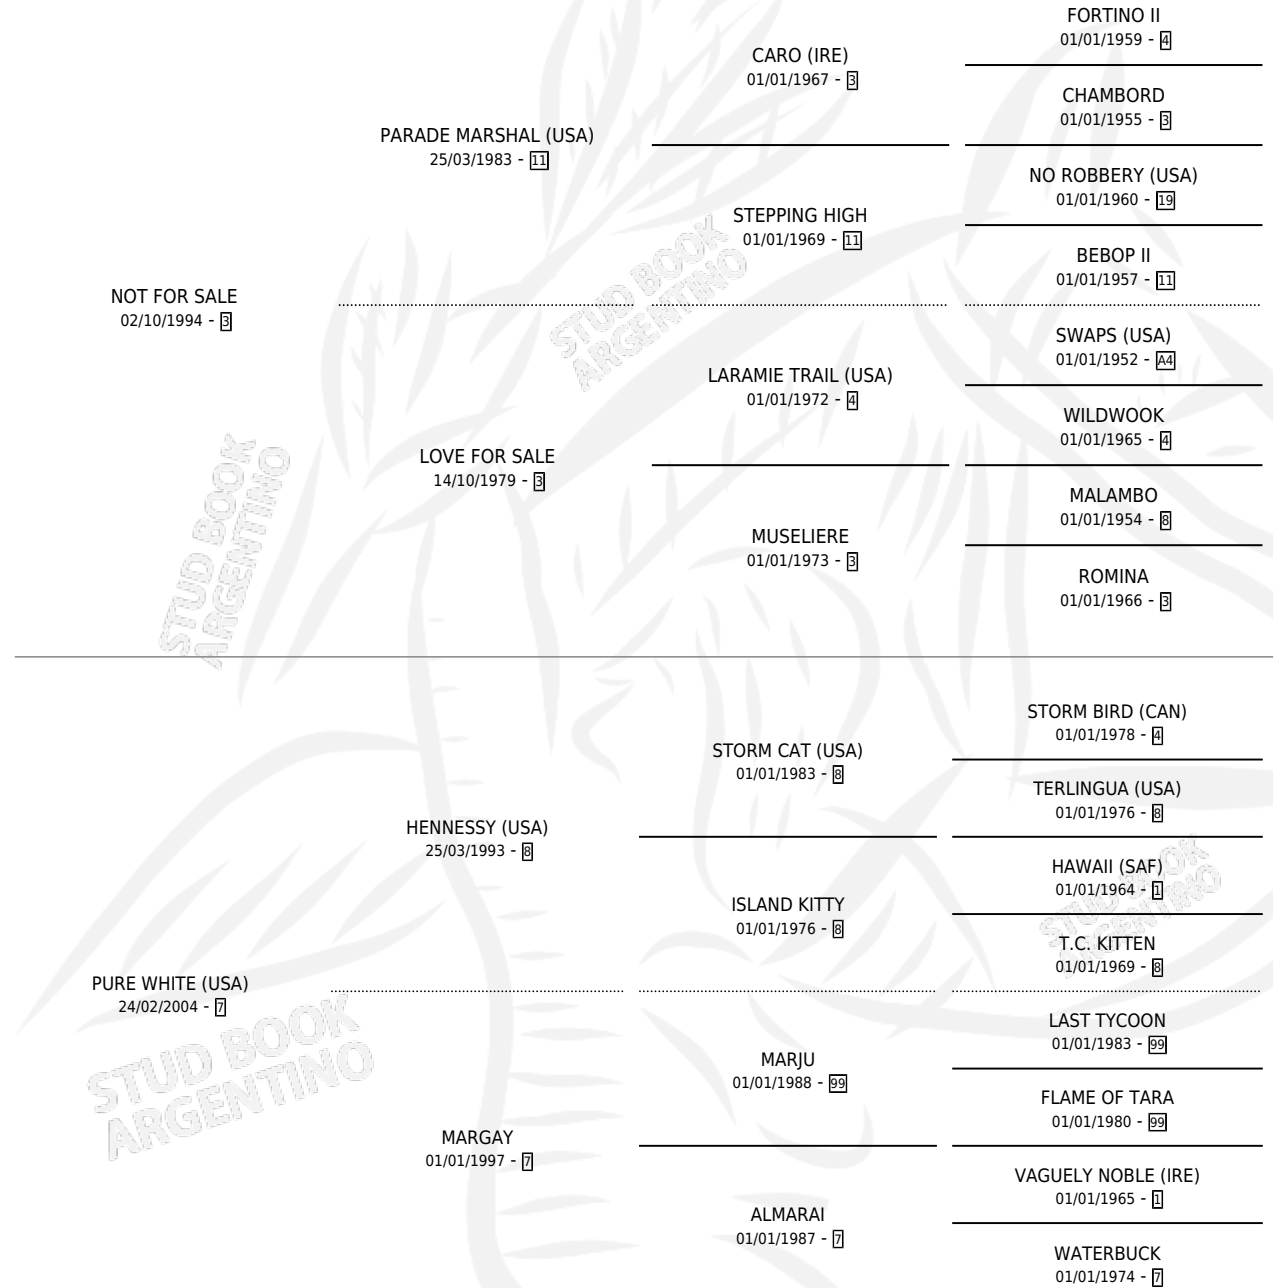 FORTINO II
01/01/1959 - 4
CARO (IRE)
01/01/1967 - 3
CHAMBORD
01/01/1955 - 3
PARADE MARSHAL (USA)
25/03/1983 - 11
NO ROBBERY (USA)
01/01/1960 - 19
STEPPING HIGH
01/01/1969 - 11
BEBOP II
01/01/1957 - 11
NOT FOR SALE
02/10/1994 - 3
SWAPS (USA)
01/01/1952 - A4
LARAMIE TRAIL (USA)
01/01/1972 - 4
WILDWOOK
01/01/1965 - 4
LOVE FOR SALE
14/10/1979 - 3
MALAMBO
01/01/1954 - 8
MUSELIERE
01/01/1973 - 3
ROMINA
01/01/1966 - 3
STUD BOOK
ARGENTINO
STUD BOOK
ARGENTINO
STORM BIRD (CAN)
01/01/1978 - 4
STORM CAT (USA)
01/01/1983 - 8
TERLINGUA (USA)
01/01/1976 - 8
HENNESSY (USA)
25/03/1993 - 8
HAWAII (SAF)
01/01/1964 - 1
ISLAND KITTY
01/01/1976 - 8
T.C. KITTEN
01/01/1969 - 8
PURE WHITE (USA)
24/02/2004 - 7
LAST TYCOON
01/01/1983 - 99
MARJU
01/01/1988 - 99
FLAME OF TARA
01/01/1980 - 99
MARGAY
01/01/1997 - 7
VAGUELY NOBLE (IRE)
01/01/1965 - 1
ALMARAI
01/01/1987 - 7
WATERBUCK
01/01/1974 - 7
STUD BOOK
ARGENTINO
STUD BOOK
ARGENTINO